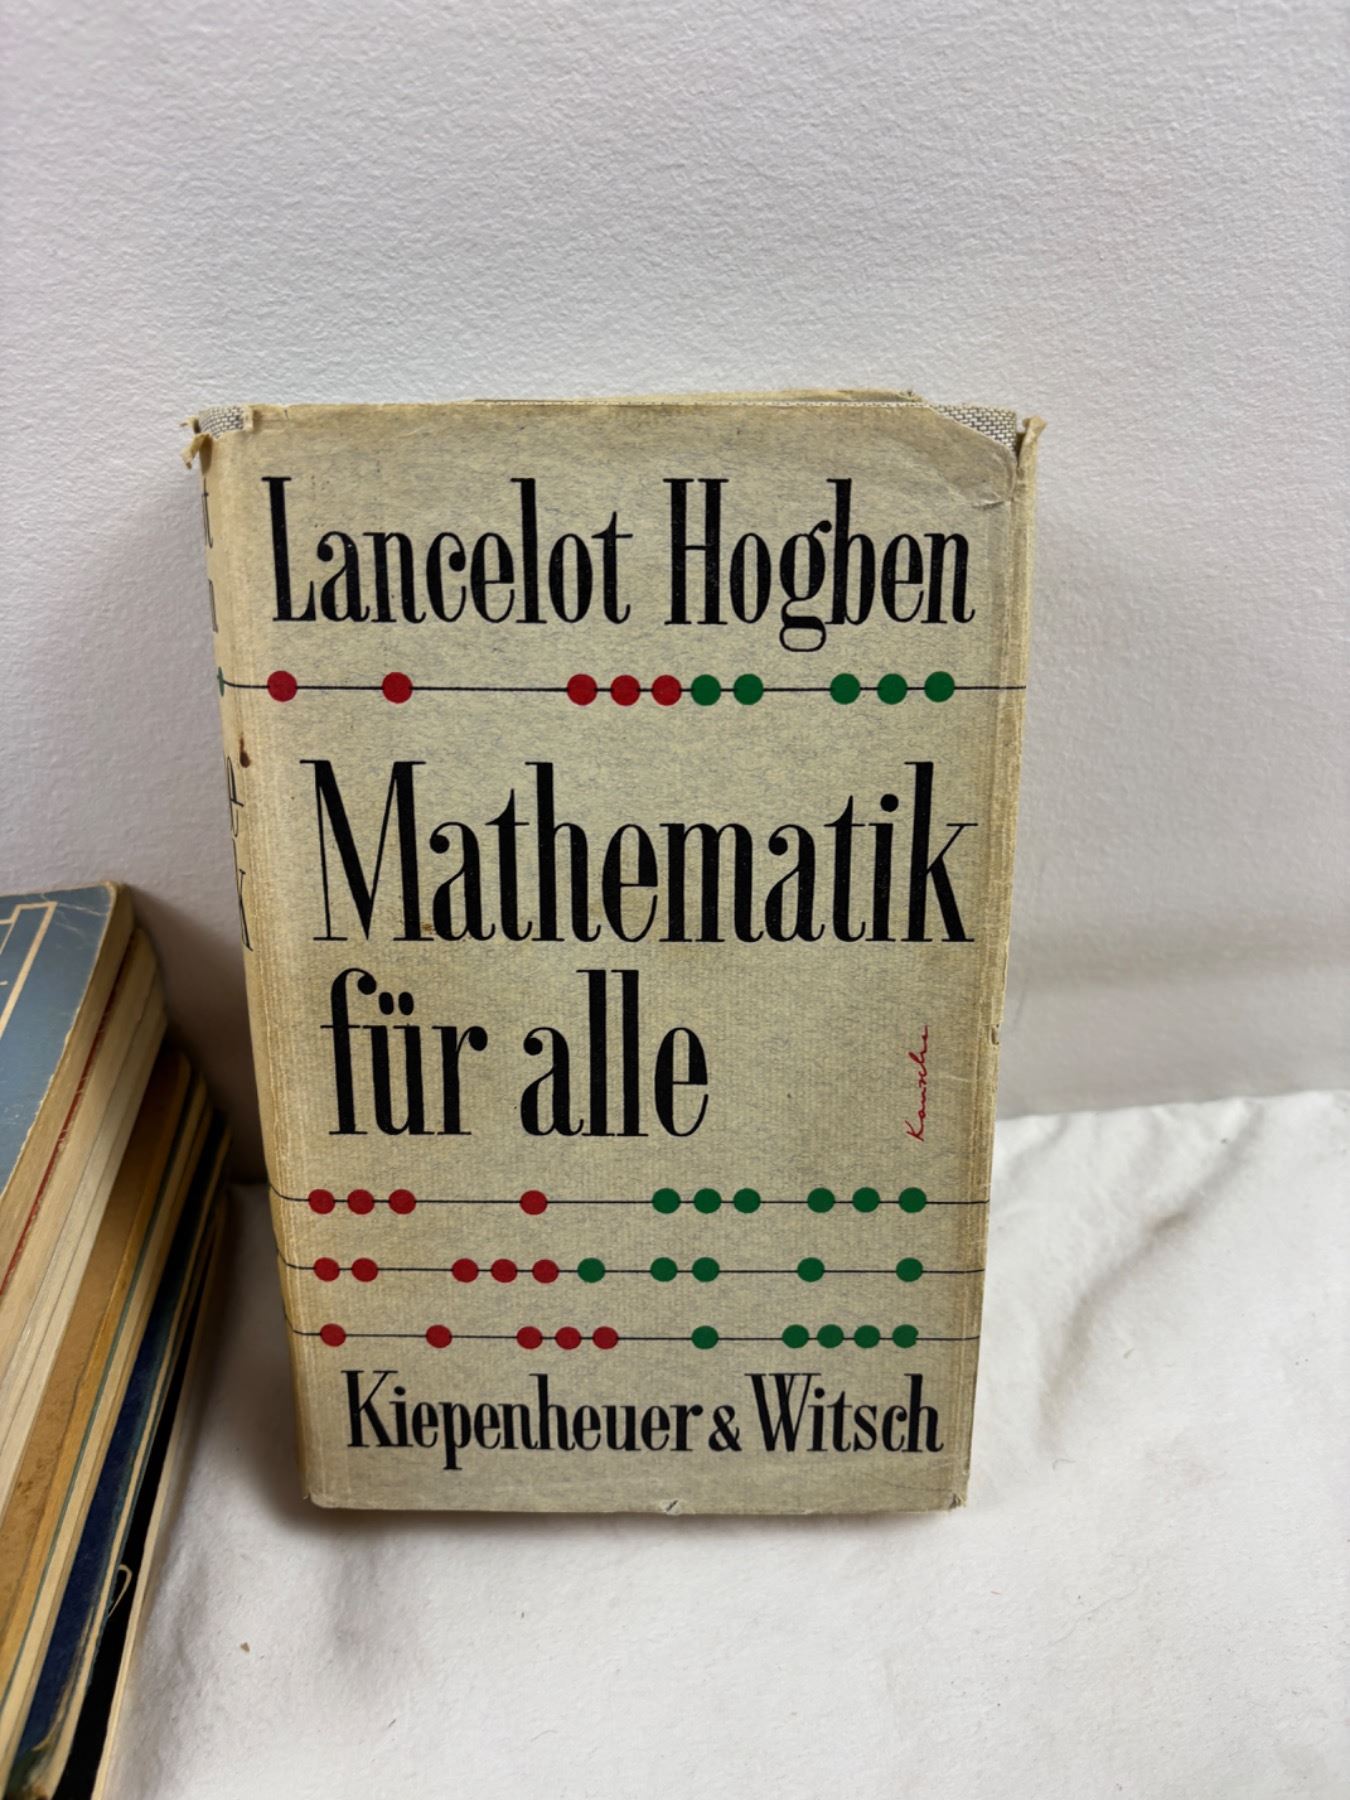 Lancelot Hogben
Mathematik
für alle
Kiepenheuer & Witsch